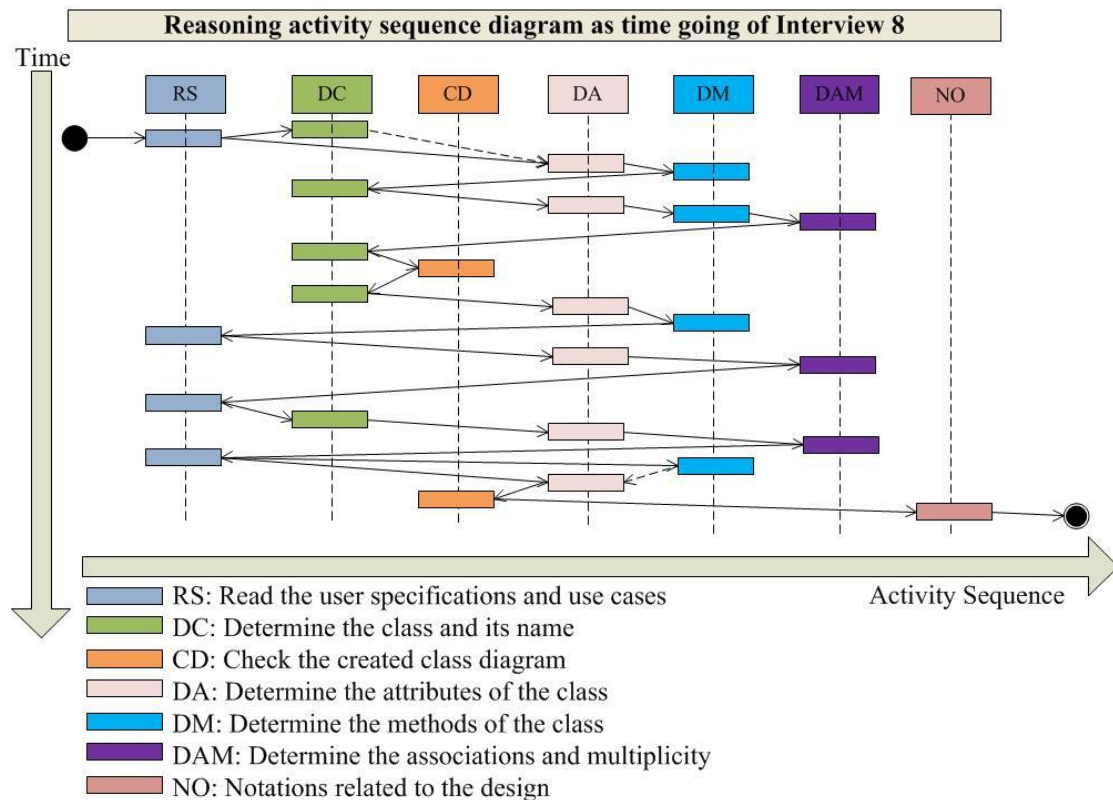 Reasoning activity sequence diagram as time going of Interview 8
Time
RS DC CD DA DM DAM NO
Activity Sequence
RS: Read the user specifications and use cases
DC: Determine the class and its name
CD: Check the created class diagram
DA: Determine the attributes of the class
DM: Determine the methods of the class
DAM: Determine the associations and multiplicity
NO: Notations related to the design